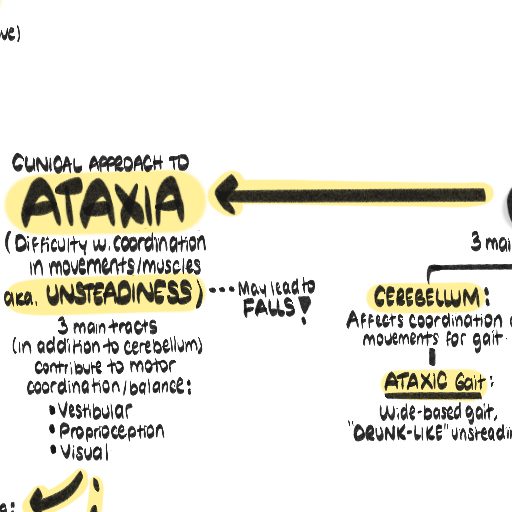 ve)
CLINICAL APPROACH TO
ATAXIA
(Difficulty w. coordination
in movements/muscles
aka. UNSTEADINESS)
... May lead to
FALLS!
3 main tracts
(in addition to cerebellum)
contribute to motor
coordination/balance:
• Vestibular
• Proprioception
• Visual
a:
3 mai
CEREBELLUM:
Affects coordination
movements for gait.
ATAXIC Gait:
Wide-based gait,
"DRUNK-LIKE" unsteadin